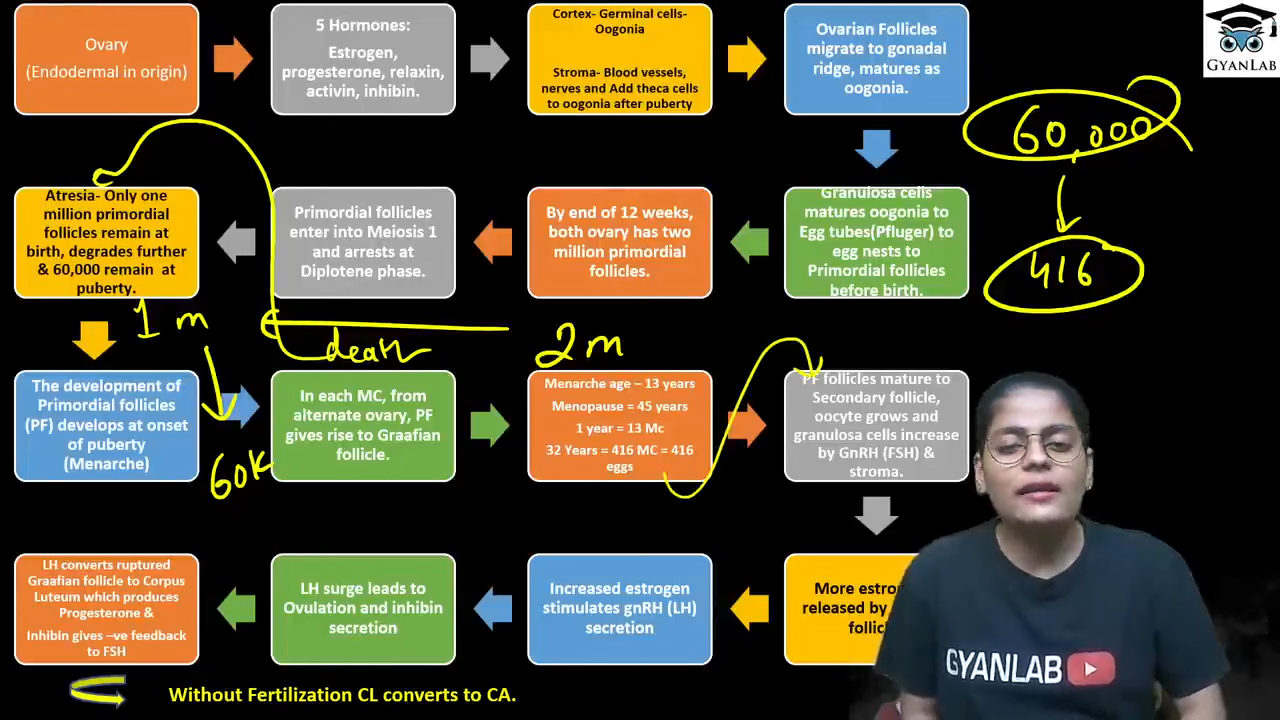 Ovary
(Endodermal in origin)
5 Hormones:
Estrogen,
progesterone, relaxin,
activin, inhibin.
Cortex- Germinal cells-
Oogonia
Stroma- Blood vessels,
nerves and Add theca cells
to oogonia after puberty
Ovarian Follicles
migrate to gonadal
ridge, matures as
oogonia.
GYANLAB
60,000
416
Granulosa cells
matures oogonia to
Egg tubes(Pfluger) to
egg nests to
Primordial follicles
before birth.
By end of 12 weeks,
both ovary has two
million primordial
follicles.
Primordial follicles
enter into Meiosis 1
and arrests at
Diplotene phase.
Atresia- Only one
million primordial
follicles remain at
birth, degrades further
& 60,000 remain at
puberty.
1 m
death
2m
60K
The development of
Primordial follicles
(PF) develops at onset
of puberty
(Menarche)
In each MC, from
alternate ovary, PF
gives rise to Graafian
follicle.
Menarche age – 13 years
Menopause = 45 years
1 year = 13 Mc
32 Years = 416 MC = 416
eggs
PF follicles mature to
Secondary follicle,
oocyte grows and
granulosa cells increase
by GnRH (FSH) &
stroma.
More
released by
Increased estrogen
stimulates gnRH (LH)
secretion
LH surge leads to
Ovulation and inhibin
secretion
LH converts ruptured
Graafian follicle to Corpus
Luteum which produces
Progesterone &
Inhibin gives –ve feedback
to FSH
Without Fertilization CL converts to CA.
GYANLAB